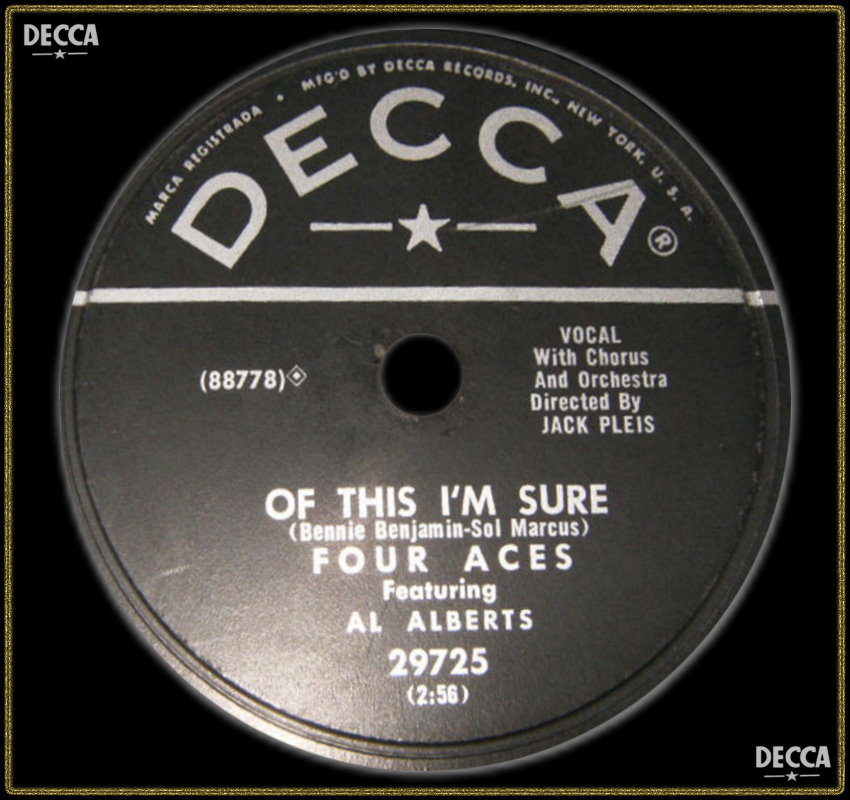 DECCA
MARCA REGISTRADA • MFG'D BY DECCA RECORDS, INC., NEW YORK, U. S. A.
DECCA®
(88778)
VOCAL
With Chorus
And Orchestra
Directed By
JACK PLEIS
OF THIS I'M SURE
(Bennie Benjamin-Sol Marcus)
FOUR ACES
Featuring
AL ALBERTS
29725
(2:56)
DECCA